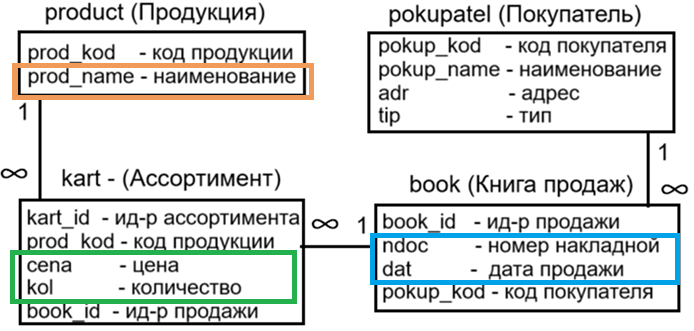 product (Продукция)
prod_kod - код продукции
prod_name - наименование
pokupatel (Покупатель)
pokup_kod - код покупателя
pokup_name - наименование
adr - адрес
tip - тип
1
∞
1
∞
kart - (Ассортимент)
kart_id - ид-р ассортимента
prod_kod - код продукции
cena - цена
kol - количество
book_id - ид-р продажи
∞
1
book (Книга продаж)
book_id - ид-р продажи
ndoc - номер накладной
dat - дата продажи
pokup_kod - код покупателя